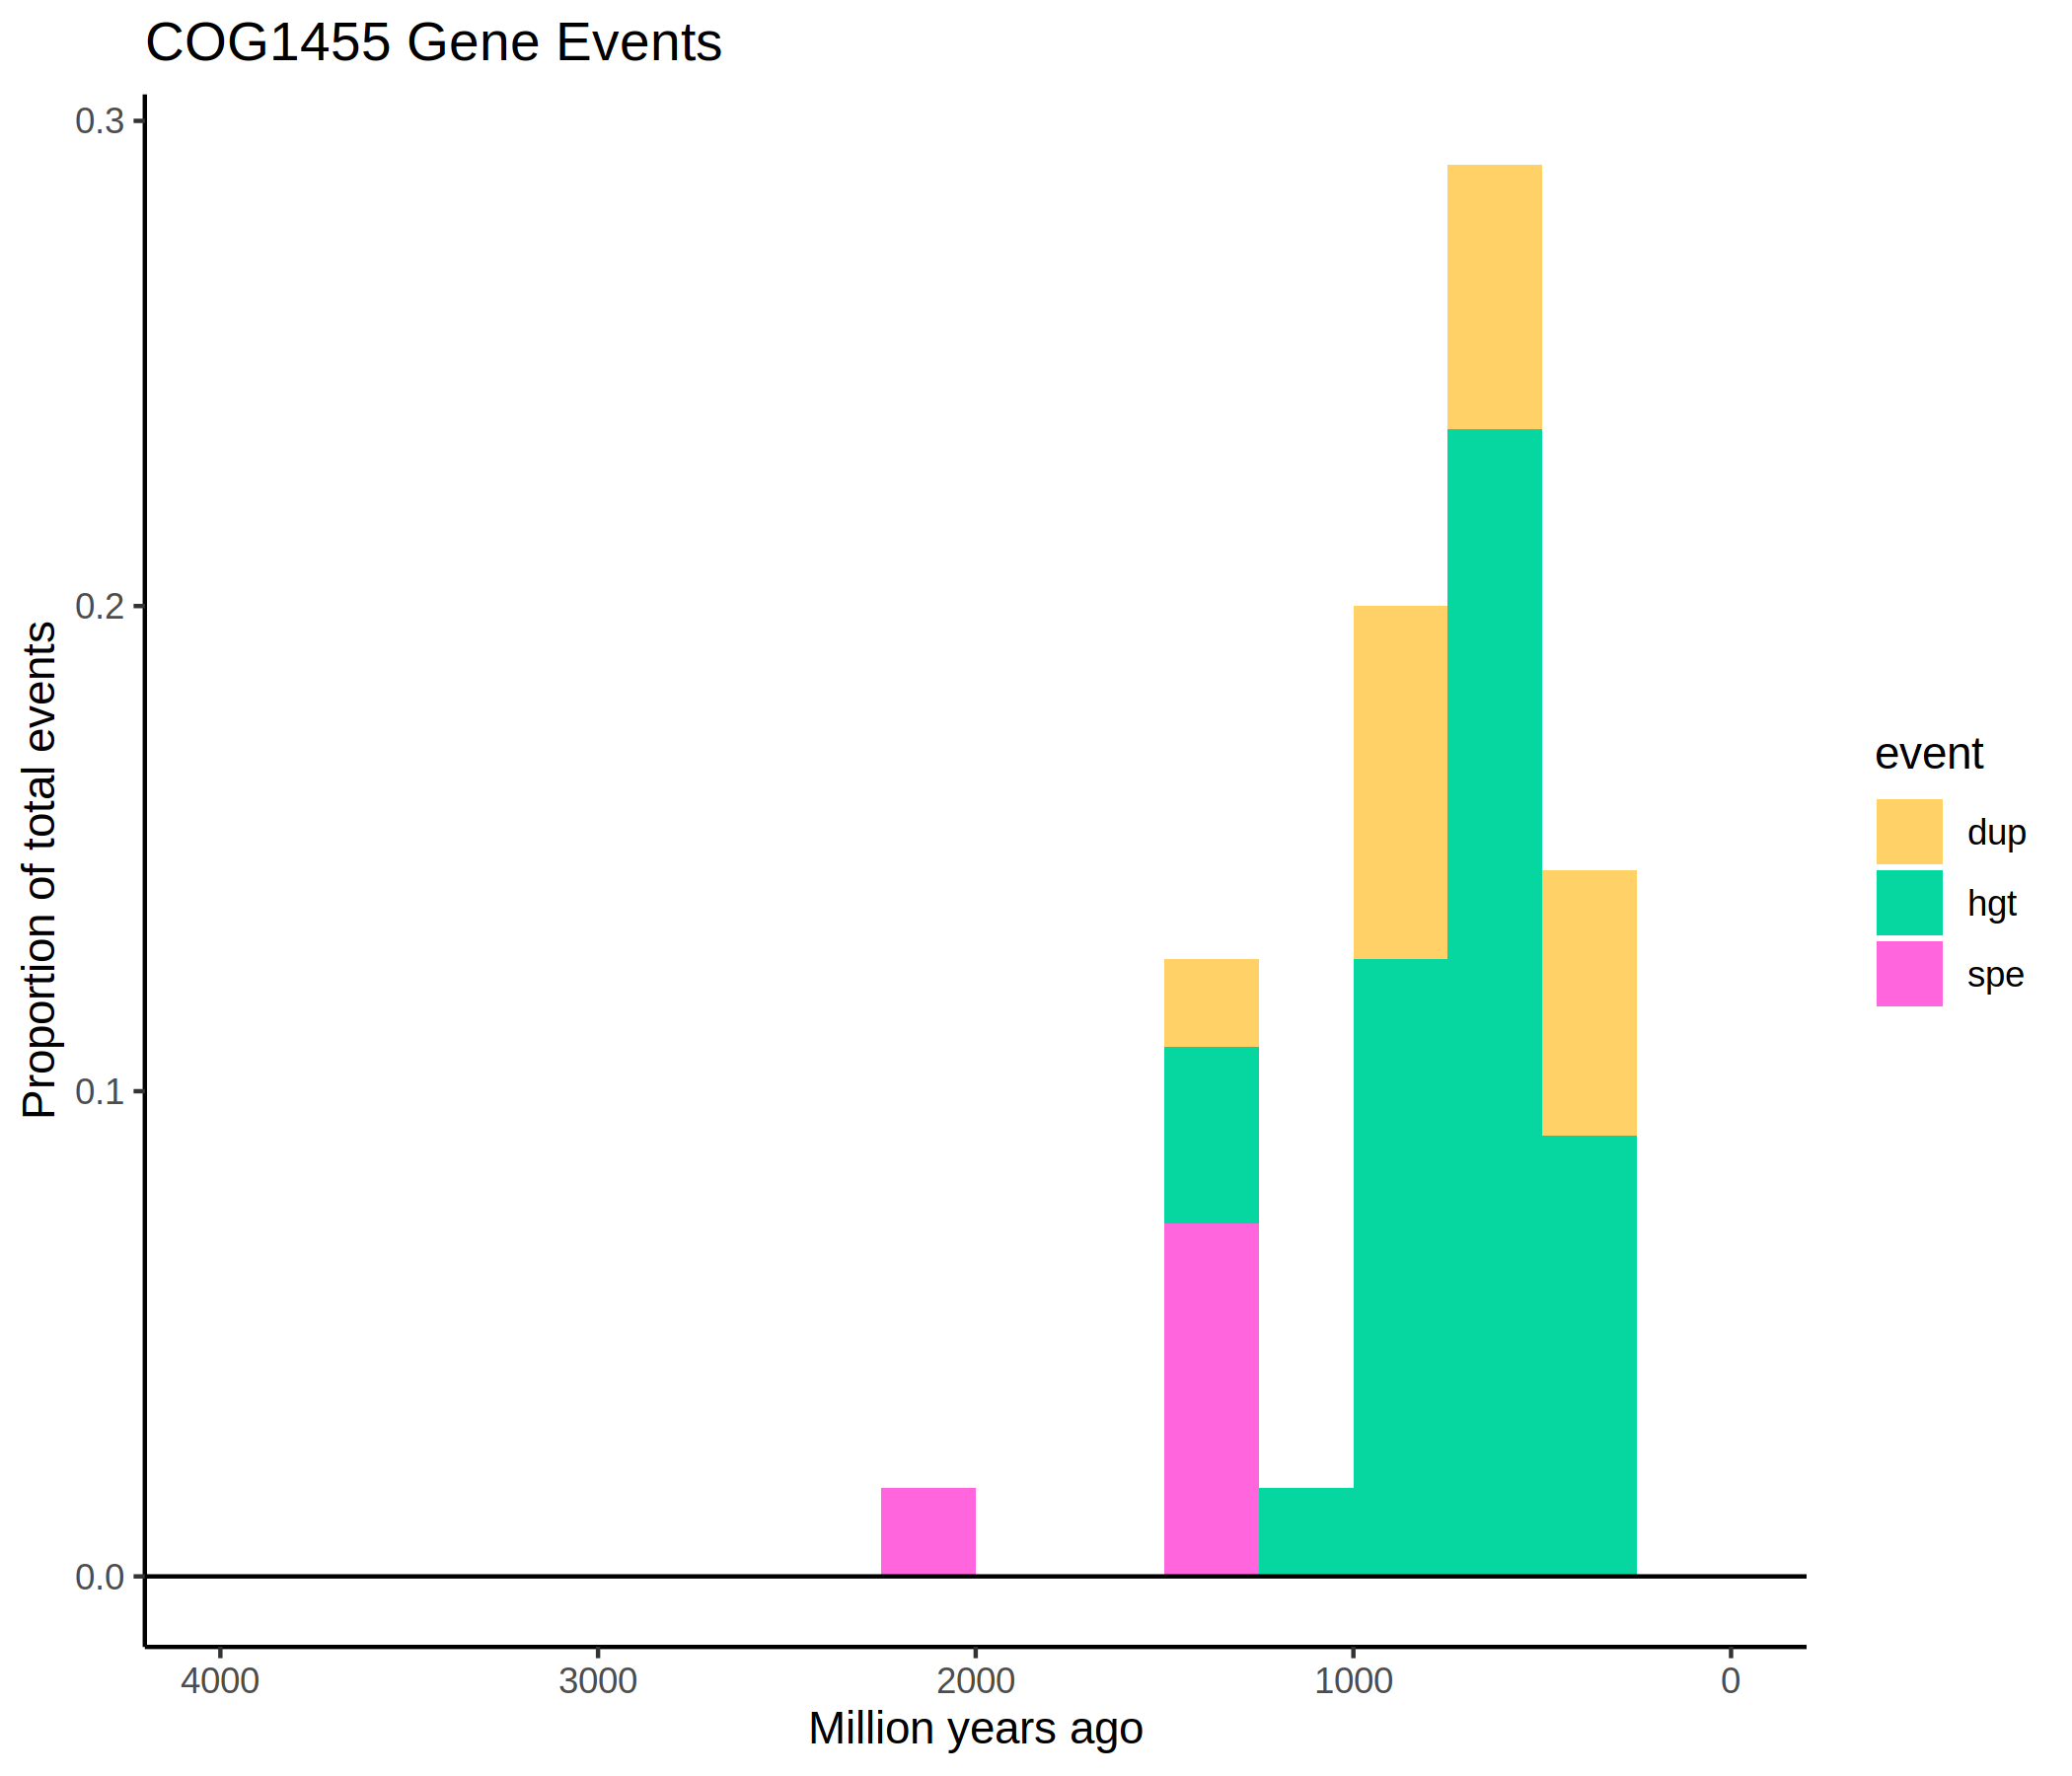 COG1455 Gene Events
0.3
0.2
0.1
0.0
Proportion of total events
4000 3000 2000 1000 0
Million years ago
event
dup
hgt
spe